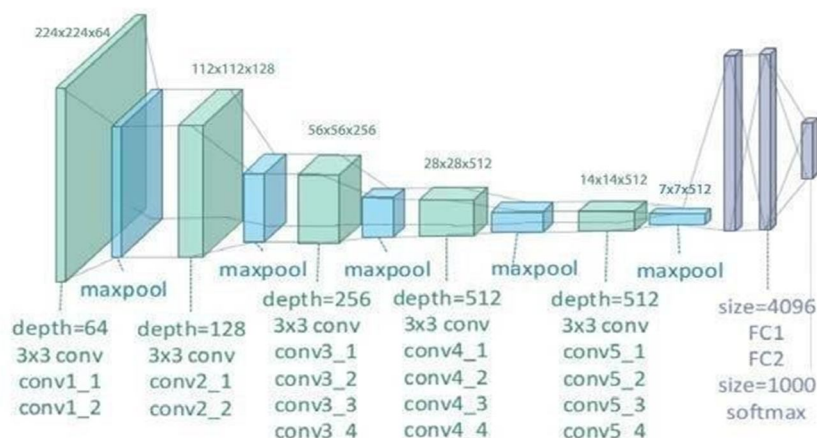 224x224x64
112x112x128
56x56x256
28x28x512
14x14x512
7x7x512
maxpool
maxpool
maxpool
maxpool
maxpool
depth=64
3x3 conv
conv1_1
conv1_2
depth=128
3x3 conv
conv2_1
conv2_2
depth=256
3x3 conv
conv3_1
conv3_2
conv3_3
conv3_4
depth=512
3x3 conv
conv4_1
conv4_2
conv4_3
conv4_4
depth=512
3x3 conv
conv5_1
conv5_2
conv5_3
conv5_4
size=4096
FC1
FC2
size=1000
softmax